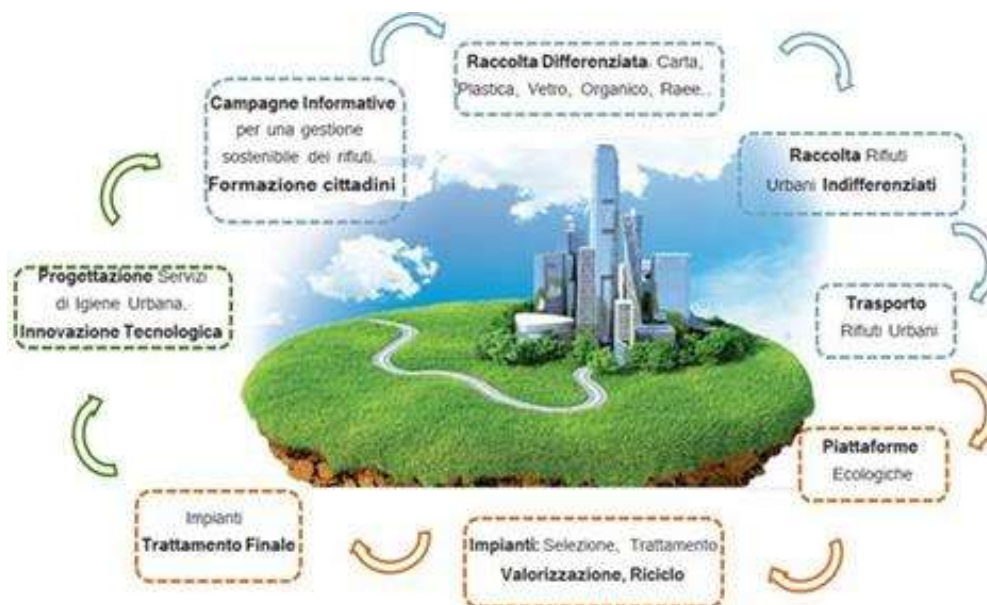 Raccolta Differenziata. Carta,
Plastica, Vetro, Organico, Raee..
Campagne Informative
per una gestione
sostenibile dei rifiuti.
Formazione cittadini
Raccolta Rifiuti
Urbani Indifferenziati
Progettazione Servizi
di Igiene Urbana.
Innovazione Tecnologica
Trasporto
Rifiuti Urbani
Piattaforme
Ecologiche
Impianti
Trattamento Finale
Impianti: Selezione, Trattamento
Valorizzazione, Riciclo